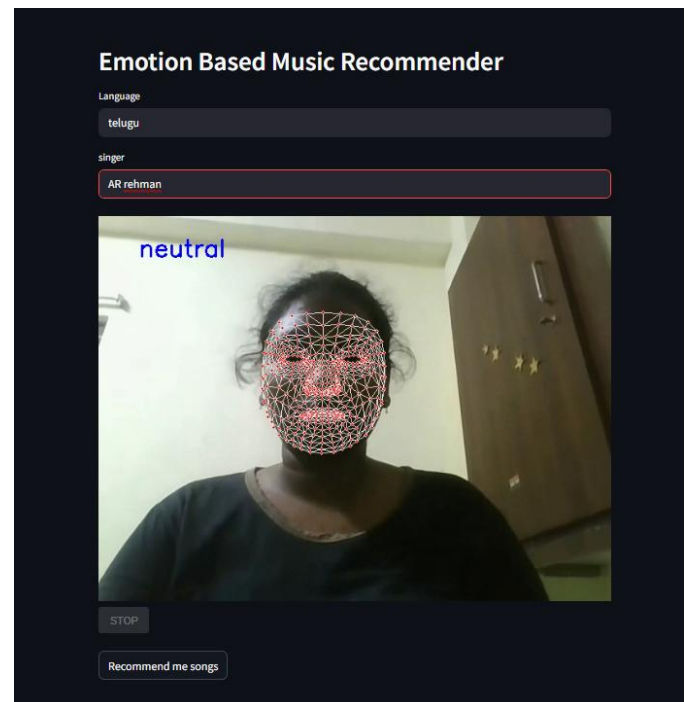 Emotion Based Music Recommender
Language
telugu
singer
AR rehman
neutral
STOP
Recommend me songs